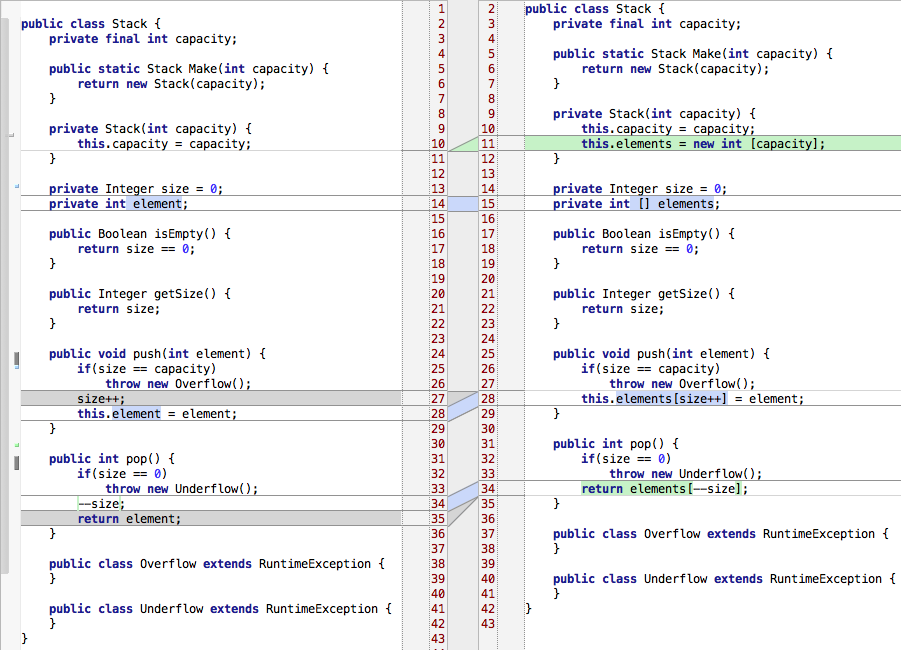 public class Stack {
private final int capacity;
public static Stack Make(int capacity) {
return new Stack(capacity);
}
private Stack(int capacity) {
this.capacity = capacity;
}
private Integer size = 0;
private int element;
public Boolean isEmpty() {
return size == 0;
}
public Integer getSize() {
return size;
}
public void push(int element) {
if(size == capacity)
throw new Overflow();
size++;
this.element = element;
}
public int pop() {
if(size == 0)
throw new Underflow();
--size;
return element;
}
public class Overflow extends RuntimeException {
}
public class Underflow extends RuntimeException {
}
}
1
2
3
4
5
6
7
8
9
10
11
12
13
14
15
16
17
18
19
20
21
22
23
24
25
26
27
28
29
30
31
32
33
34
35
36
37
38
39
40
41
42
43
2
3
4
5
6
7
8
9
10
11
12
13
14
15
16
17
18
19
20
21
22
23
24
25
26
27
28
29
30
31
32
33
34
35
36
37
38
39
40
41
42
43
public class Stack {
private final int capacity;
public static Stack Make(int capacity) {
return new Stack(capacity);
}
private Stack(int capacity) {
this.capacity = capacity;
this.elements = new int [capacity];
}
private Integer size = 0;
private int [] elements;
public Boolean isEmpty() {
return size == 0;
}
public Integer getSize() {
return size;
}
public void push(int element) {
if(size == capacity)
throw new Overflow();
this.elements[size++] = element;
}
public int pop() {
if(size == 0)
throw new Underflow();
return elements[--size];
}
public class Overflow extends RuntimeException {
}
public class Underflow extends RuntimeException {
}
}